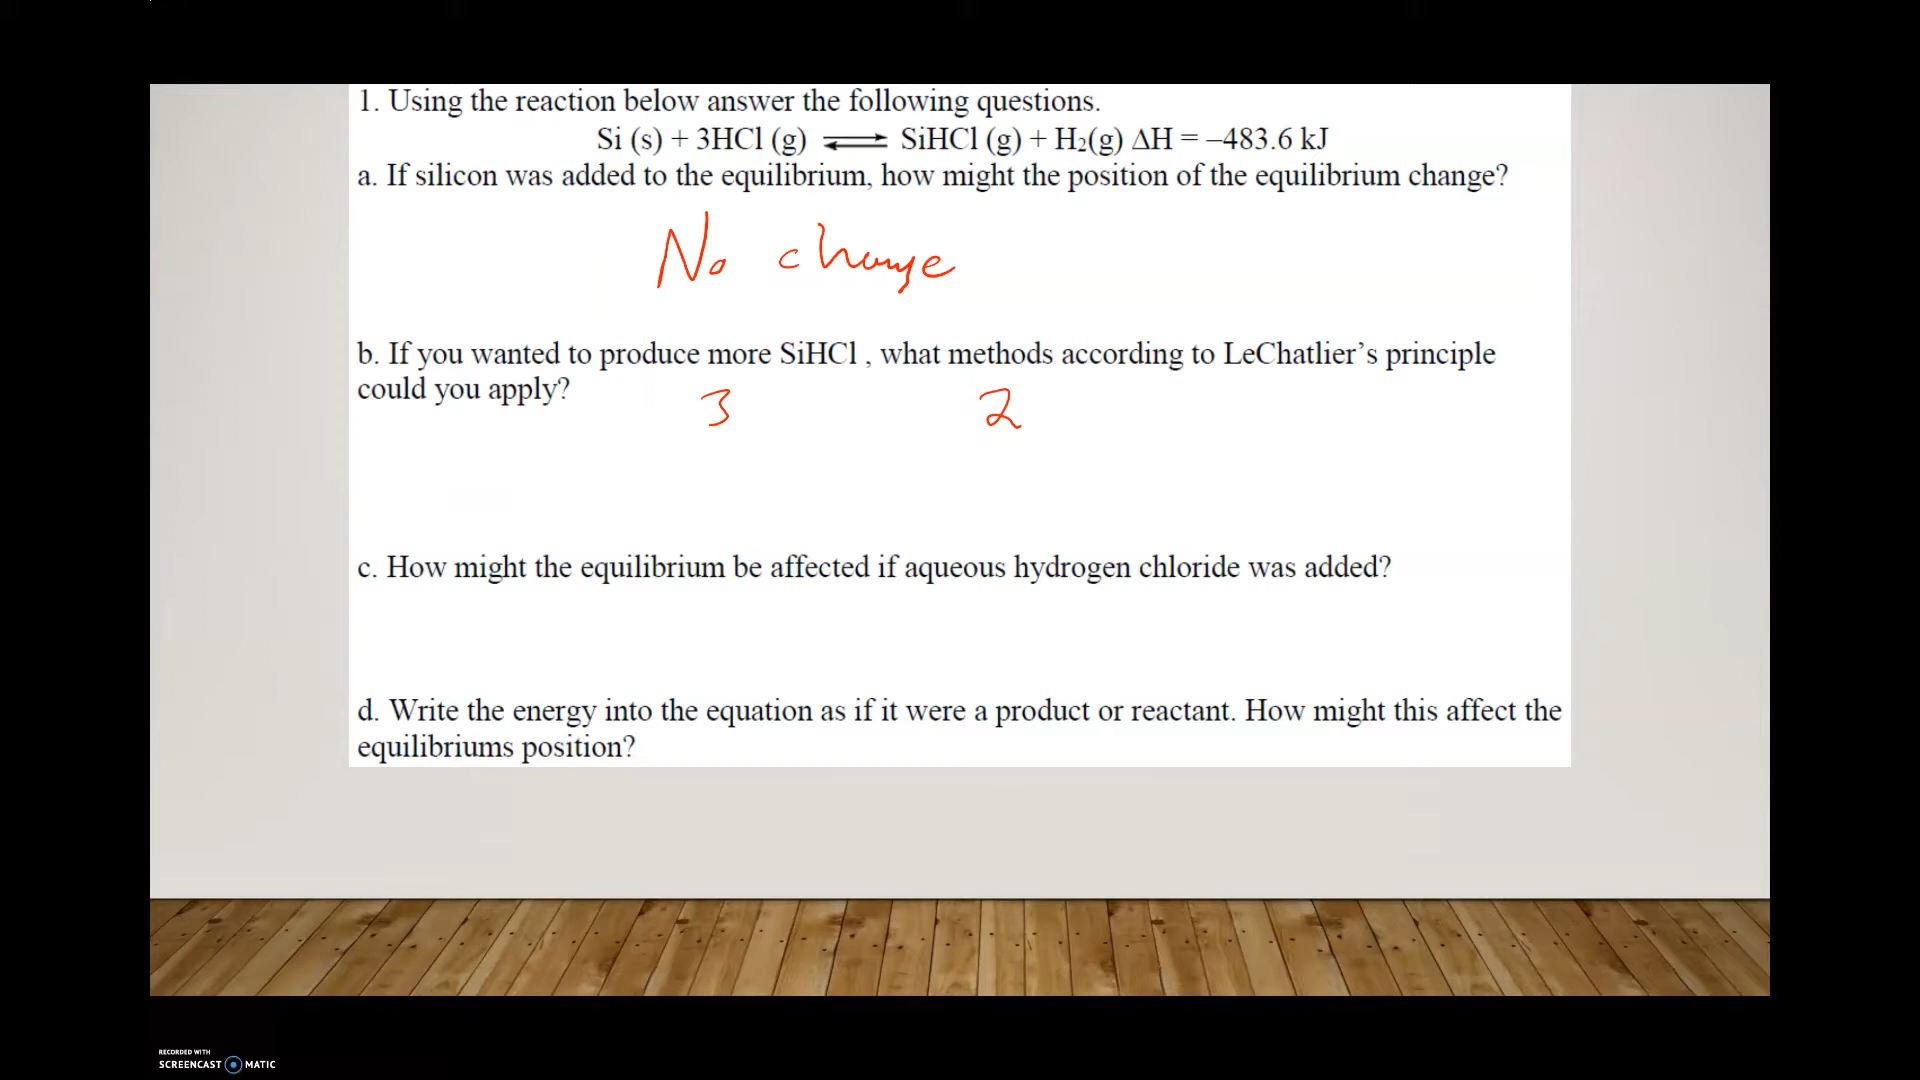 1. Using the reaction below answer the following questions.
Si (s) + 3HCl (g) ⇌ SiHCl (g) + H₂(g) ΔH = –483.6 kJ
a. If silicon was added to the equilibrium, how might the position of the equilibrium change?
No change
b. If you wanted to produce more SiHCl , what methods according to LeChatlier’s principle
could you apply?
3 2
c. How might the equilibrium be affected if aqueous hydrogen chloride was added?
d. Write the energy into the equation as if it were a product or reactant. How might this affect the
equilibriums position?
RECORDED WITH
SCREENCAST MATIC